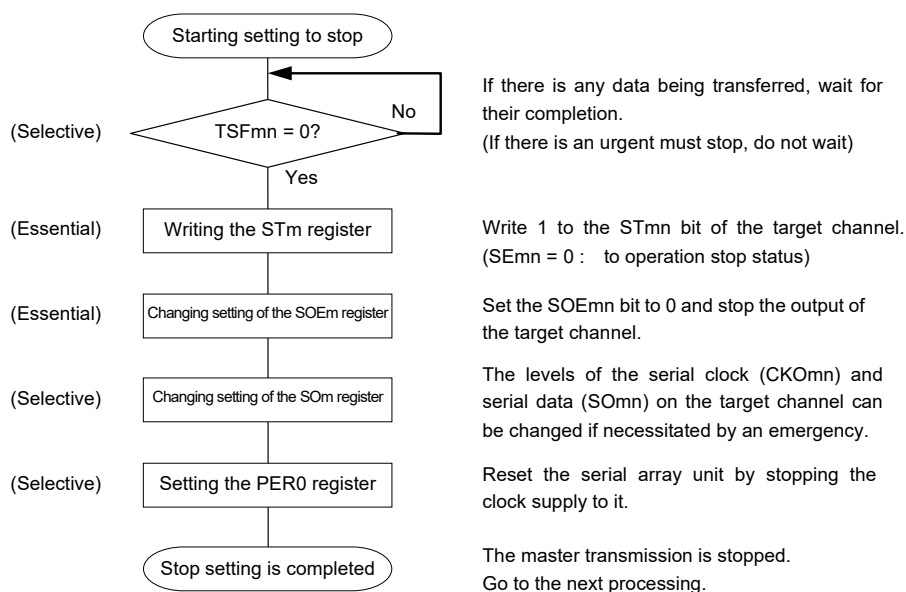 Starting setting to stop
If there is any data being transferred, wait for
their completion.
(If there is an urgent must stop, do not wait)
No
(Selective)
TSFmn = 0?
Yes
(Essential)
Writing the STm register
Write 1 to the STmn bit of the target channel.
(SEmn = 0 : to operation stop status)
(Essential)
Changing setting of the SOEm register
Set the SOEmn bit to 0 and stop the output of
the target channel.
(Selective)
Changing setting of the SOm register
The levels of the serial clock (CKOmn) and
serial data (SOmn) on the target channel can
be changed if necessitated by an emergency.
(Selective)
Setting the PER0 register
Reset the serial array unit by stopping the
clock supply to it.
Stop setting is completed
The master transmission is stopped.
Go to the next processing.